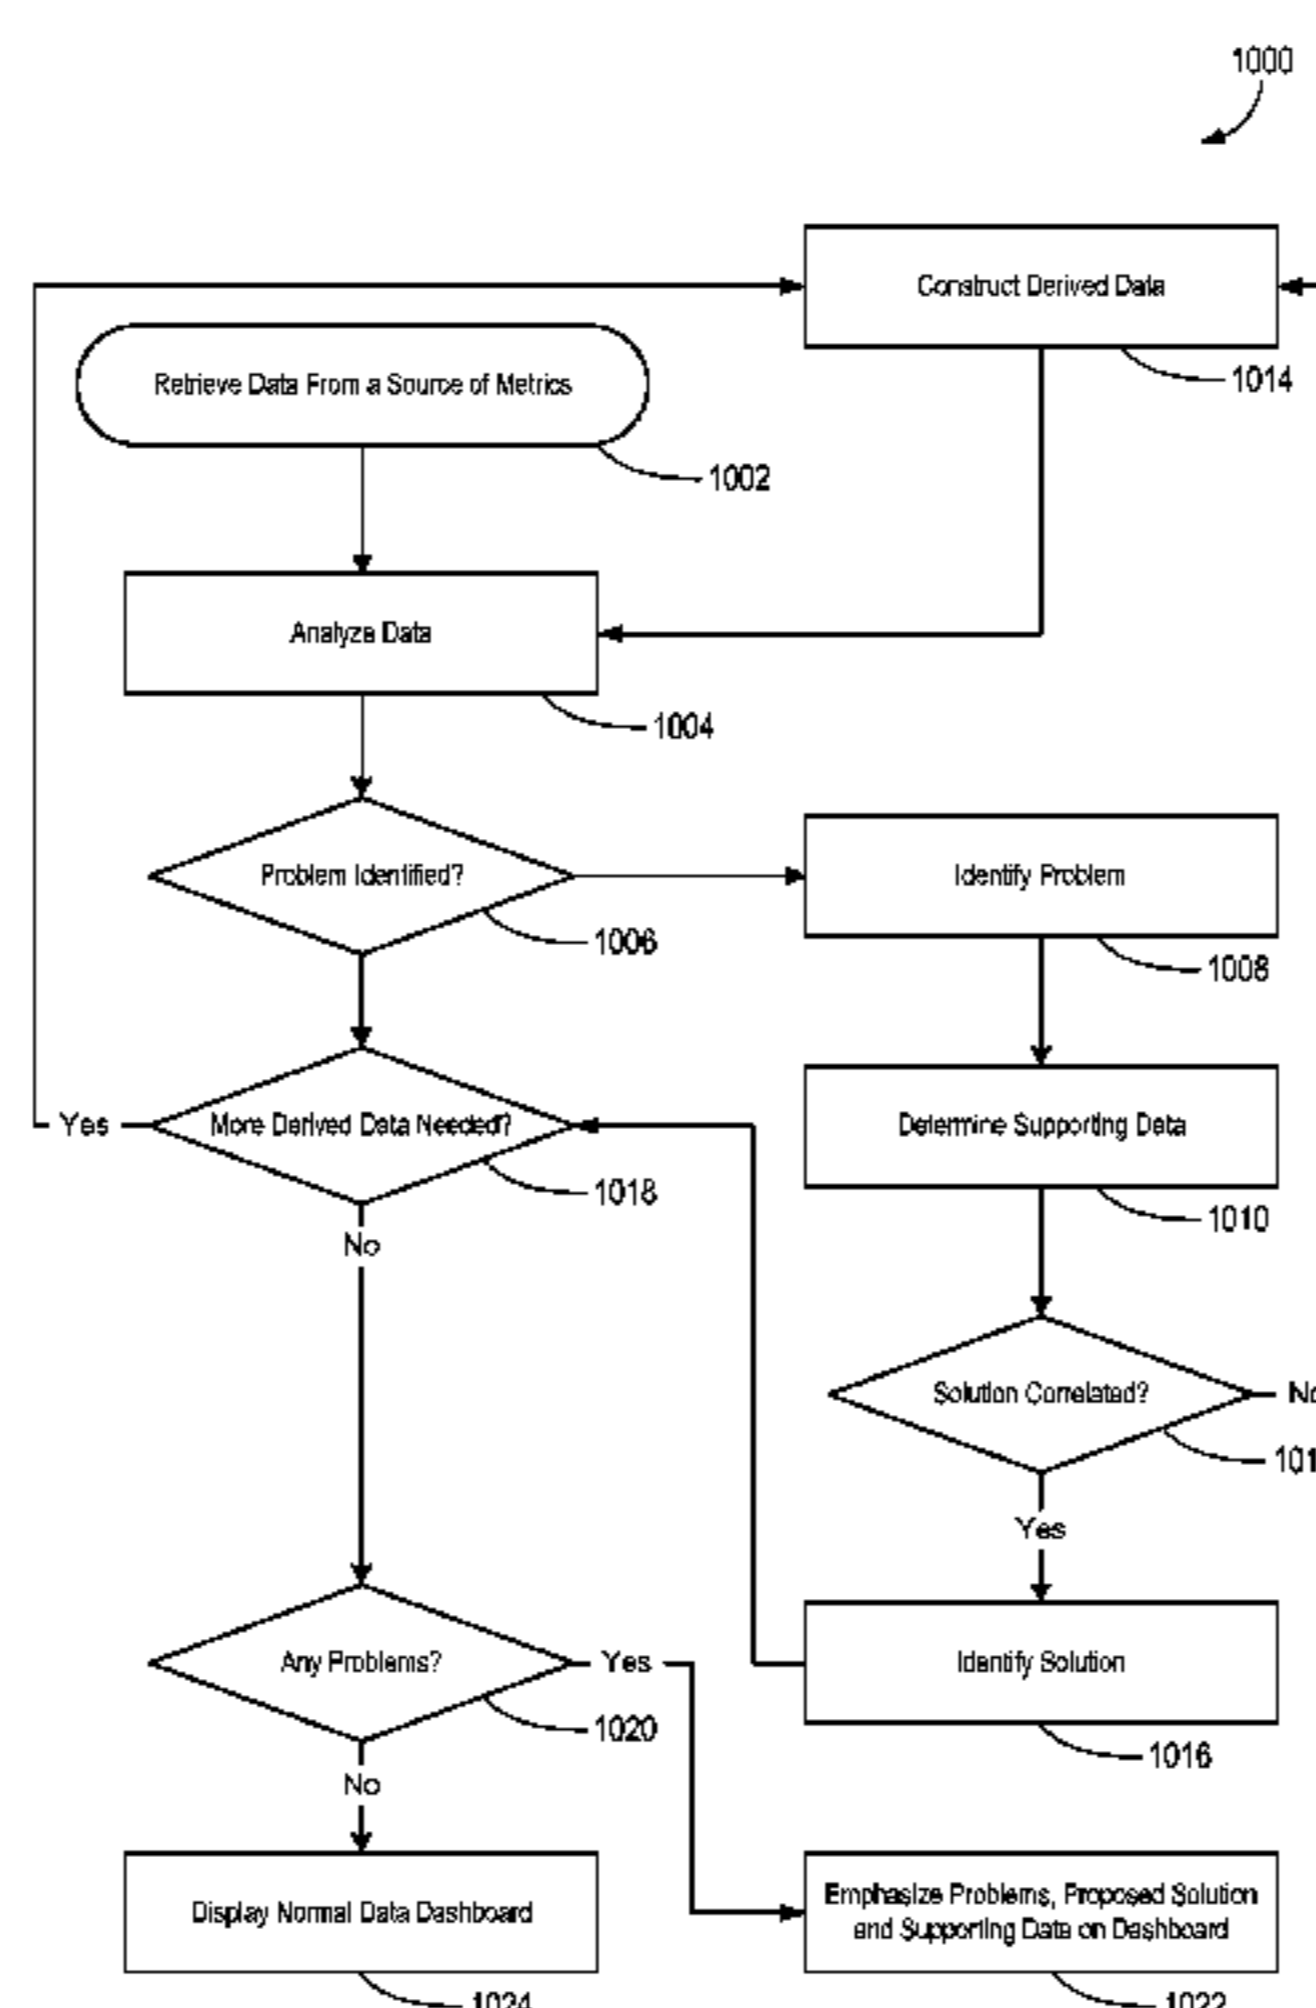 1000
Construct Derived Data
1014
Retrieve Data From a Source of Metrics
1002
Analyze Data
1004
Problem Identified?
1006
Identify Problem
1008
Yes
More Derived Data Needed?
1018
No
Determine Supporting Data
1010
Solution Correlated?
Yes
Any Problems?
Yes
1020
No
Identify Solution
1016
Display Normal Data Dashboard
1024
Emphasize Problems, Proposed Solution
and Supporting Data on Dashboard
1022